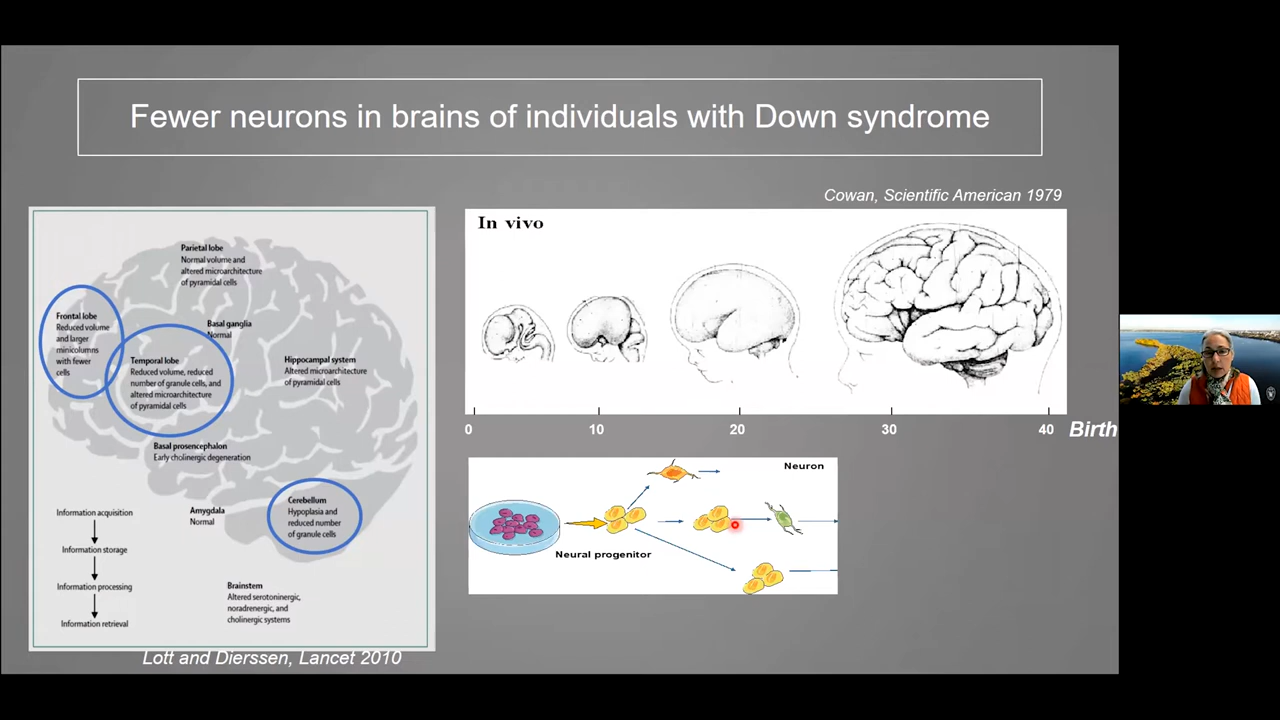 Fewer neurons in brains of individuals with Down syndrome
Parietal lobe
Normal volume and
altered microarchitecture
of pyramidal cells
Frontal lobe
Reduced volume
and larger
minicolumns
with fewer
cells
Basal ganglia
Normal
Temporal lobe
Reduced volume, reduced
number of granule cells, and
altered microarchitecture
of pyramidal cells
Hippocampal system
Altered microarchitecture
of pyramidal cells
Basal prosencephalon
Early cholinergic degeneration
Amygdala
Normal
Cerebellum
Hypoplasia and
reduced number
of granule cells
Information acquisition
Information storage
Information processing
Information retrieval
Brainstem
Altered serotoninergic,
noradrenergic, and
cholinergic systems
Lott and Dierssen, Lancet 2010
Cowan, Scientific American 1979
In vivo
0 10 20 30 40 Birth
Neuron
Neural progenitor